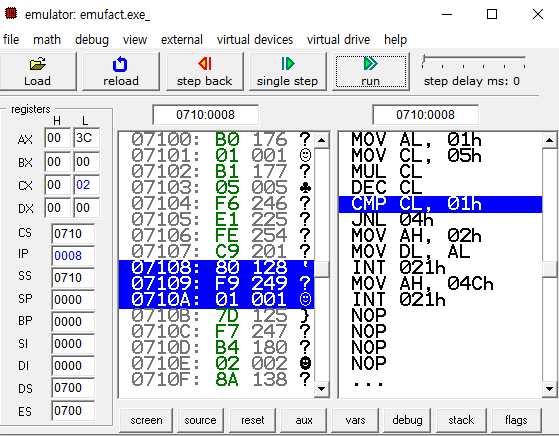 emulator: emufact.exe_
file math debug view external virtual devices virtual drive help
Load reload step back single step run step delay ms: 0
registers
H L
AX 00 3C
BX 00 00
CX 00 02
DX 00 00
CS 0710
IP 0008
SS 0710
SP 0000
BP 0000
SI 0000
DI 0000
DS 0700
ES 0700
0710:0008
07100: B0 176 ?
07101: 01 001 ☺
07102: B1 177 ?
07103: 05 005 ♣
07104: F6 246 ?
07105: E1 225 ?
07106: FE 254 ?
07107: C9 201 ?
07108: 80 128 '
07109: F9 249 ?
0710A: 01 001 ☺
0710B: 7D 125 }
0710C: F7 247 ?
0710D: B4 180 ?
0710E: 02 002 ☻
0710F: 8A 138 ?
0710:0008
MOV AL, 01h
MOV CL, 05h
MUL CL
DEC CL
CMP CL, 01h
JNL 04h
MOV AH, 02h
MOV DL, AL
INT 021h
MOV AH, 04Ch
INT 021h
NOP
NOP
NOP
NOP
...
screen source reset aux vars debug stack flags